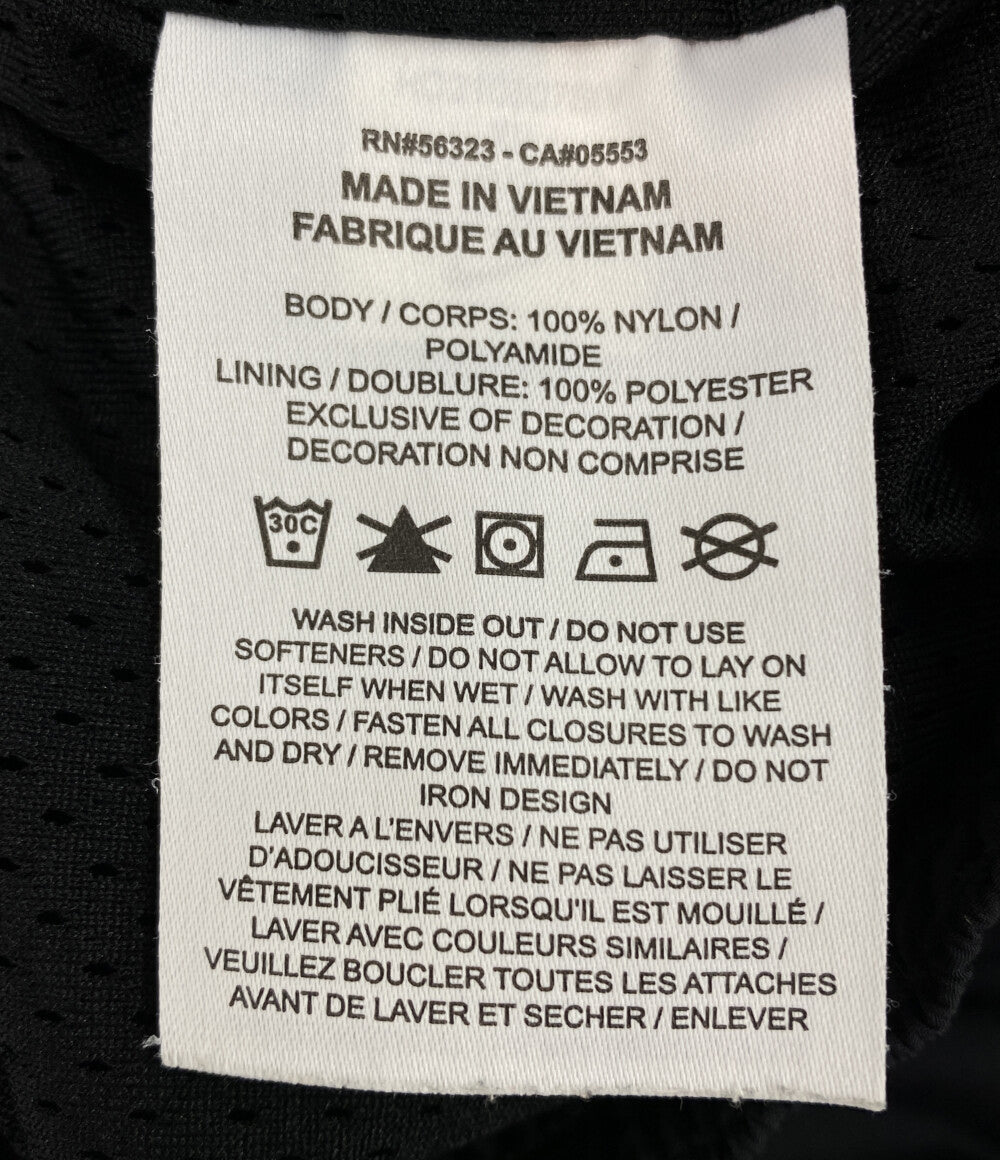 RN#56323 - CA#05553
MADE IN VIETNAM
FABRIQUE AU VIETNAM
BODY / CORPS: 100% NYLON /
POLYAMIDE
LINING / DOUBLURE: 100% POLYESTER
EXCLUSIVE OF DECORATION /
DECORATION NON COMPRISE
30C
WASH INSIDE OUT / DO NOT USE
SOFTENERS / DO NOT ALLOW TO LAY ON
ITSELF WHEN WET / WASH WITH LIKE
COLORS / FASTEN ALL CLOSURES TO WASH
AND DRY / REMOVE IMMEDIATELY / DO NOT
IRON DESIGN
LAVER A L'ENVERS / NE PAS UTILISER
D'ADOUCISSEUR / NE PAS LAISSER LE
VÊTEMENT PLIÉ LORSQU'IL EST MOUILLÉ /
LAVER AVEC COULEURS SIMILAIRES /
VEUILLEZ BOUCLER TOUTES LES ATTACHES
AVANT DE LAVER ET SECHER / ENLEVER